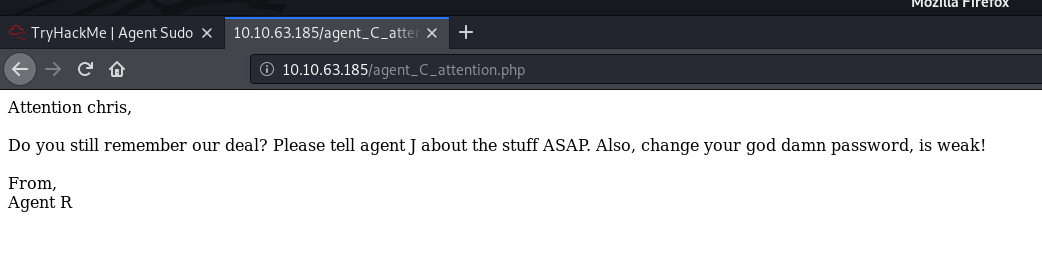 Mozilla Firefox
TryHackMe | Agent Sudo
10.10.63.185/agent_C_atter
10.10.63.185/agent_C_attention.php
Attention chris,
Do you still remember our deal? Please tell agent J about the stuff ASAP. Also, change your god damn password, is weak!
From,
Agent R